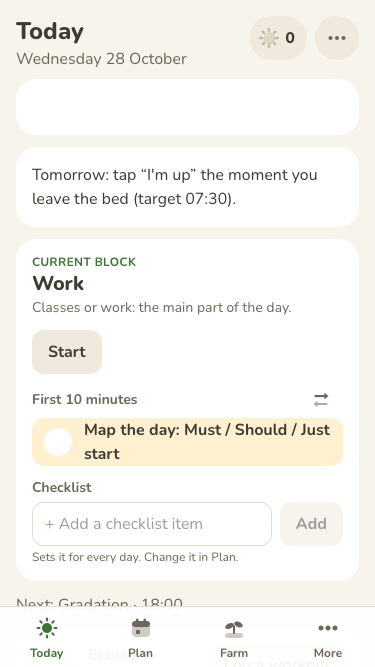 Today
Wednesday 28 October
0
Tomorrow: tap “I'm up” the moment you
leave the bed (target 07:30).
CURRENT BLOCK
Work
Classes or work: the main part of the day.
Start
First 10 minutes
Map the day: Must / Should / Just
start
Checklist
+ Add a checklist item
Add
Sets it for every day. Change it in Plan.
Next: Gradation · 18:00
Log a workout
Today
Plan
Farm
More